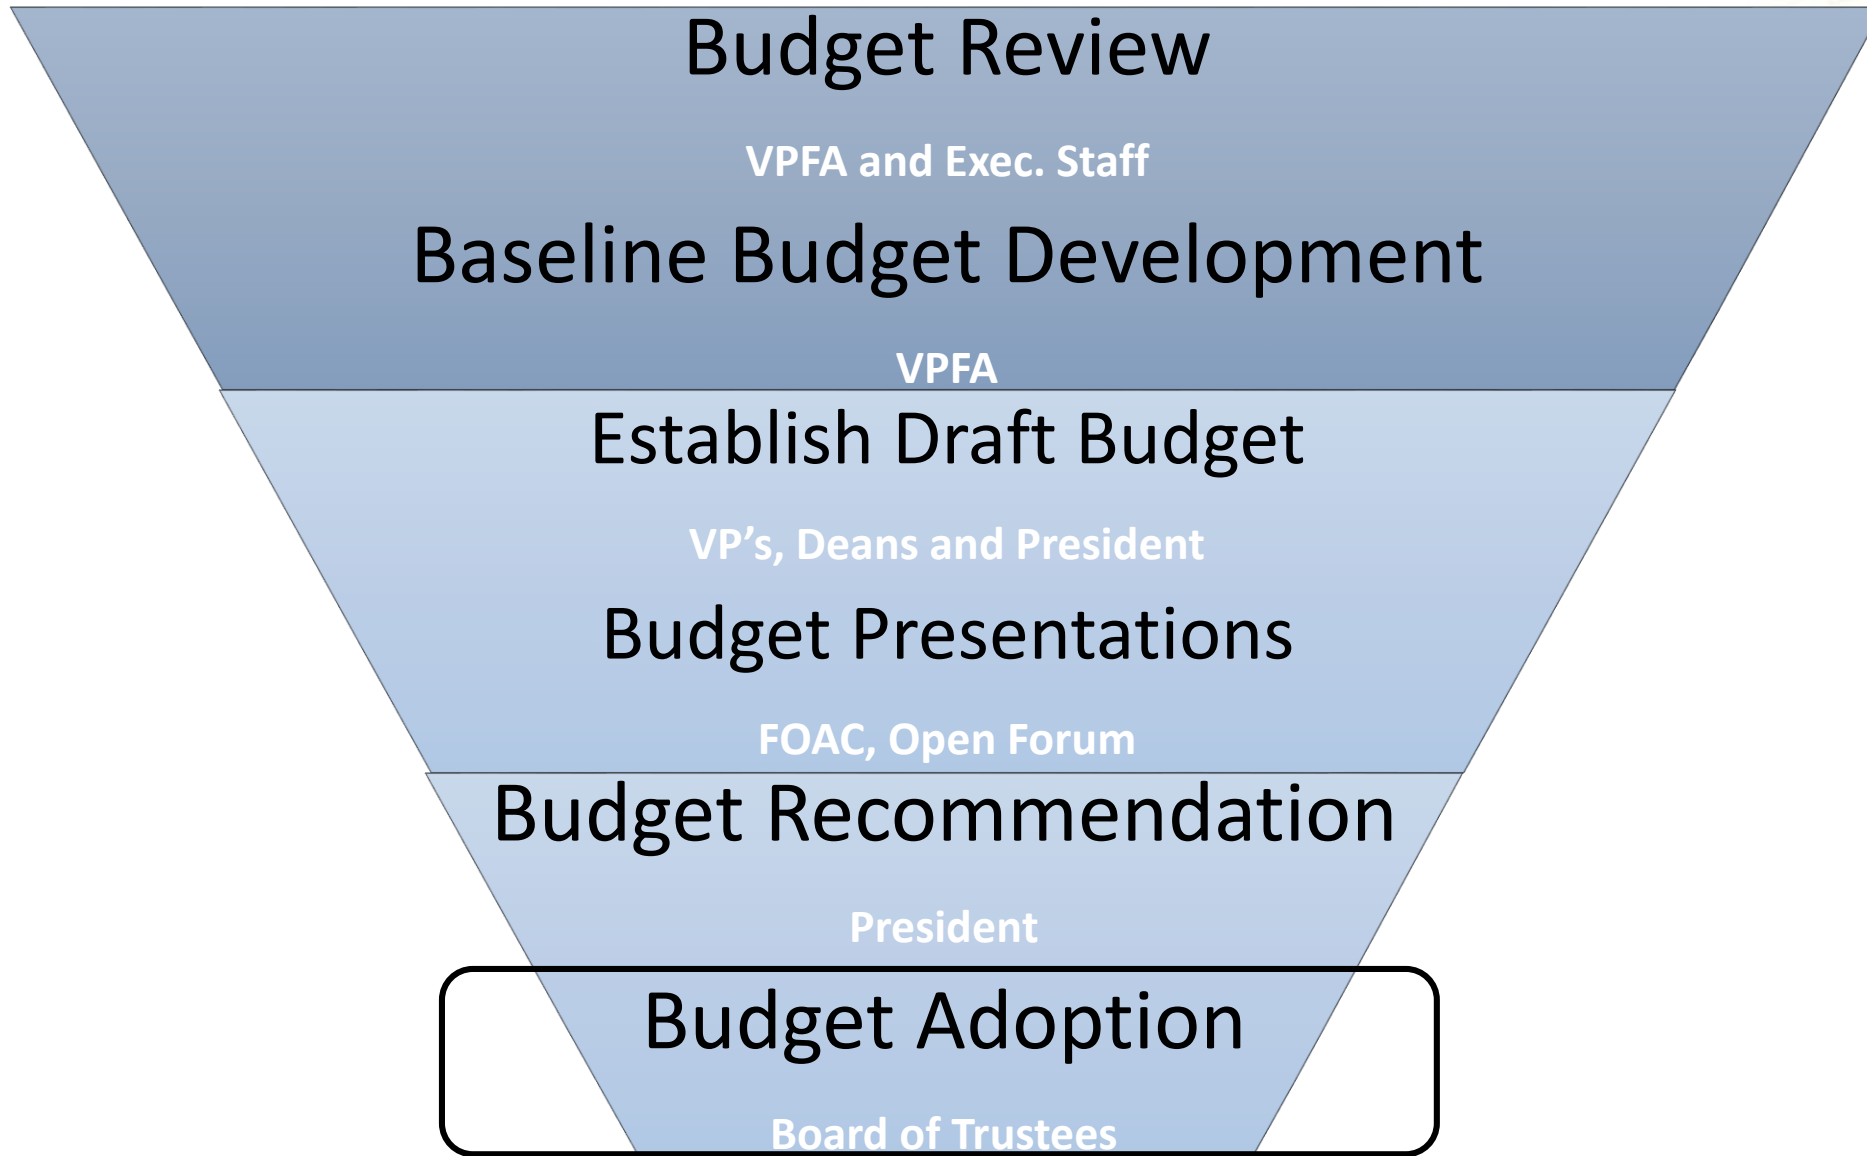 Budget Review
VPFA and Exec. Staff
Baseline Budget Development
VPFA
Establish Draft Budget
VP’s, Deans and President
Budget Presentations
FOAC, Open Forum
Budget Recommendation
President
Budget Adoption
Board of Trustees